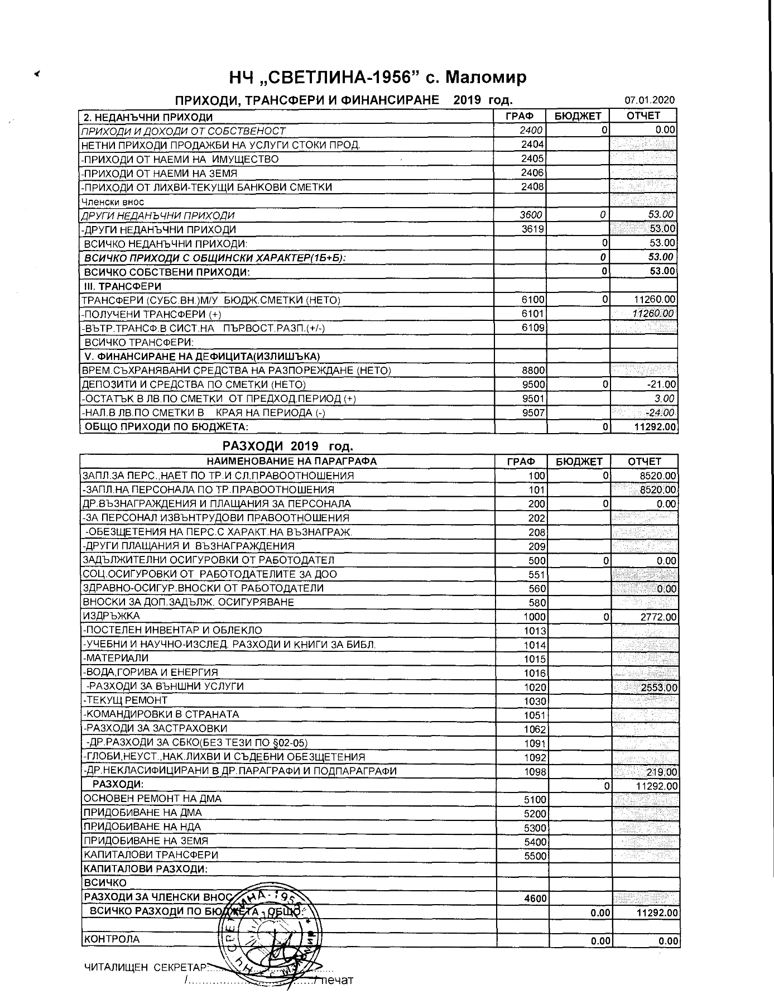 НЧ „СВЕТЛИНА-1956” с. Маломир
ПРИХОДИ, ТРАНСФЕРИ И ФИНАНСИРАНЕ 2019 год. 07.01.2020
2. НЕДАНЪЧНИ ПРИХОДИ ГРАФ БЮДЖЕТ ОТЧЕТ
ПРИХОДИ И ДОХОДИ ОТ СОБСТВЕНОСТ 2400 0 0.00
НЕТНИ ПРИХОДИ ПРОДАЖБИ НА УСЛУГИ СТОКИ ПРОД. 2404
-ПРИХОДИ ОТ НАЕМИ НА ИМУЩЕСТВО 2405
-ПРИХОДИ ОТ НАЕМИ НА ЗЕМЯ 2406
-ПРИХОДИ ОТ ЛИХВИ-ТЕКУЩИ БАНКОВИ СМЕТКИ 2408
Членски внос
ДРУГИ НЕДАНЪЧНИ ПРИХОДИ 3600 0 53.00
-ДРУГИ НЕДАНЪЧНИ ПРИХОДИ 3619 53.00
ВСИЧКО НЕДАНЪЧНИ ПРИХОДИ: 0 53.00
ВСИЧКО ПРИХОДИ С ОБЩИНСКИ ХАРАКТЕР(1Б+Б): 0 53.00
ВСИЧКО СОБСТВЕНИ ПРИХОДИ: 0 53.00
III. ТРАНСФЕРИ
ТРАНСФЕРИ (СУБС.ВН.)М/У БЮДЖ.СМЕТКИ (НЕТО) 6100 0 11260.00
-ПОЛУЧЕНИ ТРАНСФЕРИ (+) 6101 11260.00
-ВЪТР.ТРАНСФ.В СИСТ.НА ПЪРВОСТ.РАЗП.(+/-) 6109
ВСИЧКО ТРАНСФЕРИ:
V. ФИНАНСИРАНЕ НА ДЕФИЦИТА(ИЗЛИШЪКА)
ВРЕМ.СЪХРАНЯВАНИ СРЕДСТВА НА РАЗПОРЕЖДАНЕ (НЕТО) 8800
ДЕПОЗИТИ И СРЕДСТВА ПО СМЕТКИ (НЕТО) 9500 0 -21.00
-ОСТАТЪК В ЛВ.ПО СМЕТКИ ОТ ПРЕДХОД.ПЕРИОД (+) 9501 3.00
-НАЛ.В ЛВ.ПО СМЕТКИ В КРАЯ НА ПЕРИОДА (-) 9507 -24.00
ОБЩО ПРИХОДИ ПО БЮДЖЕТА: 0 11292.00
РАЗХОДИ 2019 год.
НАИМЕНОВАНИЕ НА ПАРАГРАФА ГРАФ БЮДЖЕТ ОТЧЕТ
ЗАПЛ.ЗА ПЕРС.,НАЕТ ПО ТР.И СЛ.ПРАВООТНОШЕНИЯ 100 0 8520.00
-ЗАПЛ.НА ПЕРСОНАЛА ПО ТР.ПРАВООТНОШЕНИЯ 101 8520.00
ДР.ВЪЗНАГРАЖДЕНИЯ И ПЛАЩАНИЯ ЗА ПЕРСОНАЛА 200 0 0.00
-ЗА ПЕРСОНАЛ ИЗВЪНТРУДОВИ ПРАВООТНОШЕНИЯ 202
-ОБЕЗЩЕТЕНИЯ НА ПЕРС.С ХАРАКТ.НА ВЪЗНАГРАЖ. 208
-ДРУГИ ПЛАЩАНИЯ И ВЪЗНАГРАЖДЕНИЯ 209
ЗАДЪЛЖИТЕЛНИ ОСИГУРОВКИ ОТ РАБОТОДАТЕЛ 500 0 0.00
СОЦ.ОСИГУРОВКИ ОТ РАБОТОДАТЕЛИТЕ ЗА ДОО 551
ЗДРАВНО-ОСИГУР.ВНОСКИ ОТ РАБОТОДАТЕЛИ 560 0.00
ВНОСКИ ЗА ДОП.ЗАДЪЛЖ. ОСИГУРЯВАНЕ 580
ИЗДРЪЖКА 1000 0 2772.00
-ПОСТЕЛЕН ИНВЕНТАР И ОБЛЕКЛО 1013
-УЧЕБНИ И НАУЧНО-ИЗСЛЕД. РАЗХОДИ И КНИГИ ЗА БИБЛ. 1014
-МАТЕРИАЛИ 1015
-ВОДА,ГОРИВА И ЕНЕРГИЯ 1016
-РАЗХОДИ ЗА ВЪНШНИ УСЛУГИ 1020 2553.00
-ТЕКУЩ РЕМОНТ 1030
-КОМАНДИРОВКИ В СТРАНАТА 1051
-РАЗХОДИ ЗА ЗАСТРАХОВКИ 1062
-ДР.РАЗХОДИ ЗА СБКО(БЕЗ ТЕЗИ ПО §02-05) 1091
-ГЛОБИ,НЕУСТ.,НАК.ЛИХВИ И СЪДЕБНИ ОБЕЗЩЕТЕНИЯ 1092
-ДР.НЕКЛАСИФИЦИРАНИ В ДР.ПАРАГРАФИ И ПОДПАРАГРАФИ 1098 219.00
РАЗХОДИ: 0 11292.00
ОСНОВЕН РЕМОНТ НА ДМА 5100
ПРИДОБИВАНЕ НА ДМА 5200
ПРИДОБИВАНЕ НА НДА 5300
ПРИДОБИВАНЕ НА ЗЕМЯ 5400
КАПИТАЛОВИ ТРАНСФЕРИ 5500
КАПИТАЛОВИ РАЗХОДИ:
ВСИЧКО
РАЗХОДИ ЗА ЧЛЕНСКИ ВНОС 4600
ВСИЧКО РАЗХОДИ ПО БЮДЖЕТА ОБЩО: 0.00 11292.00
КОНТРОЛА 0.00 0.00
ЧИТАЛИЩЕН СЕКРЕТАР:
/............................/ печат